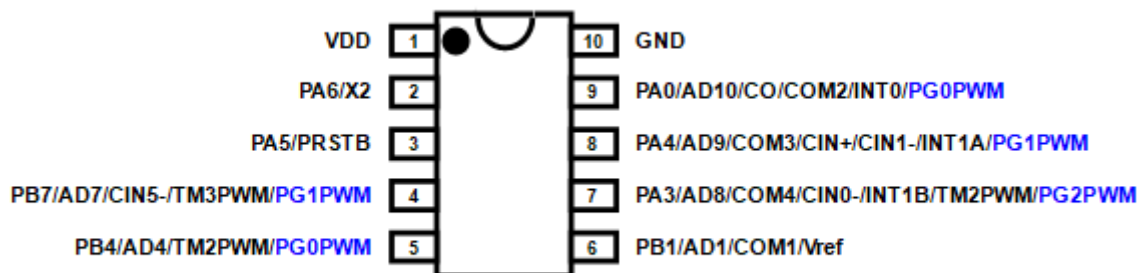 VDD 1 10 GND
PA6/X2 2 9 PA0/AD10/CO/COM2/INT0/PG0PWM
PA5/PRSTB 3 8 PA4/AD9/COM3/CIN+/CIN1-/INT1A/PG1PWM
PB7/AD7/CIN5-/TM3PWM/PG1PWM 4 7 PA3/AD8/COM4/CIN0-/INT1B/TM2PWM/PG2PWM
PB4/AD4/TM2PWM/PG0PWM 5 6 PB1/AD1/COM1/Vref